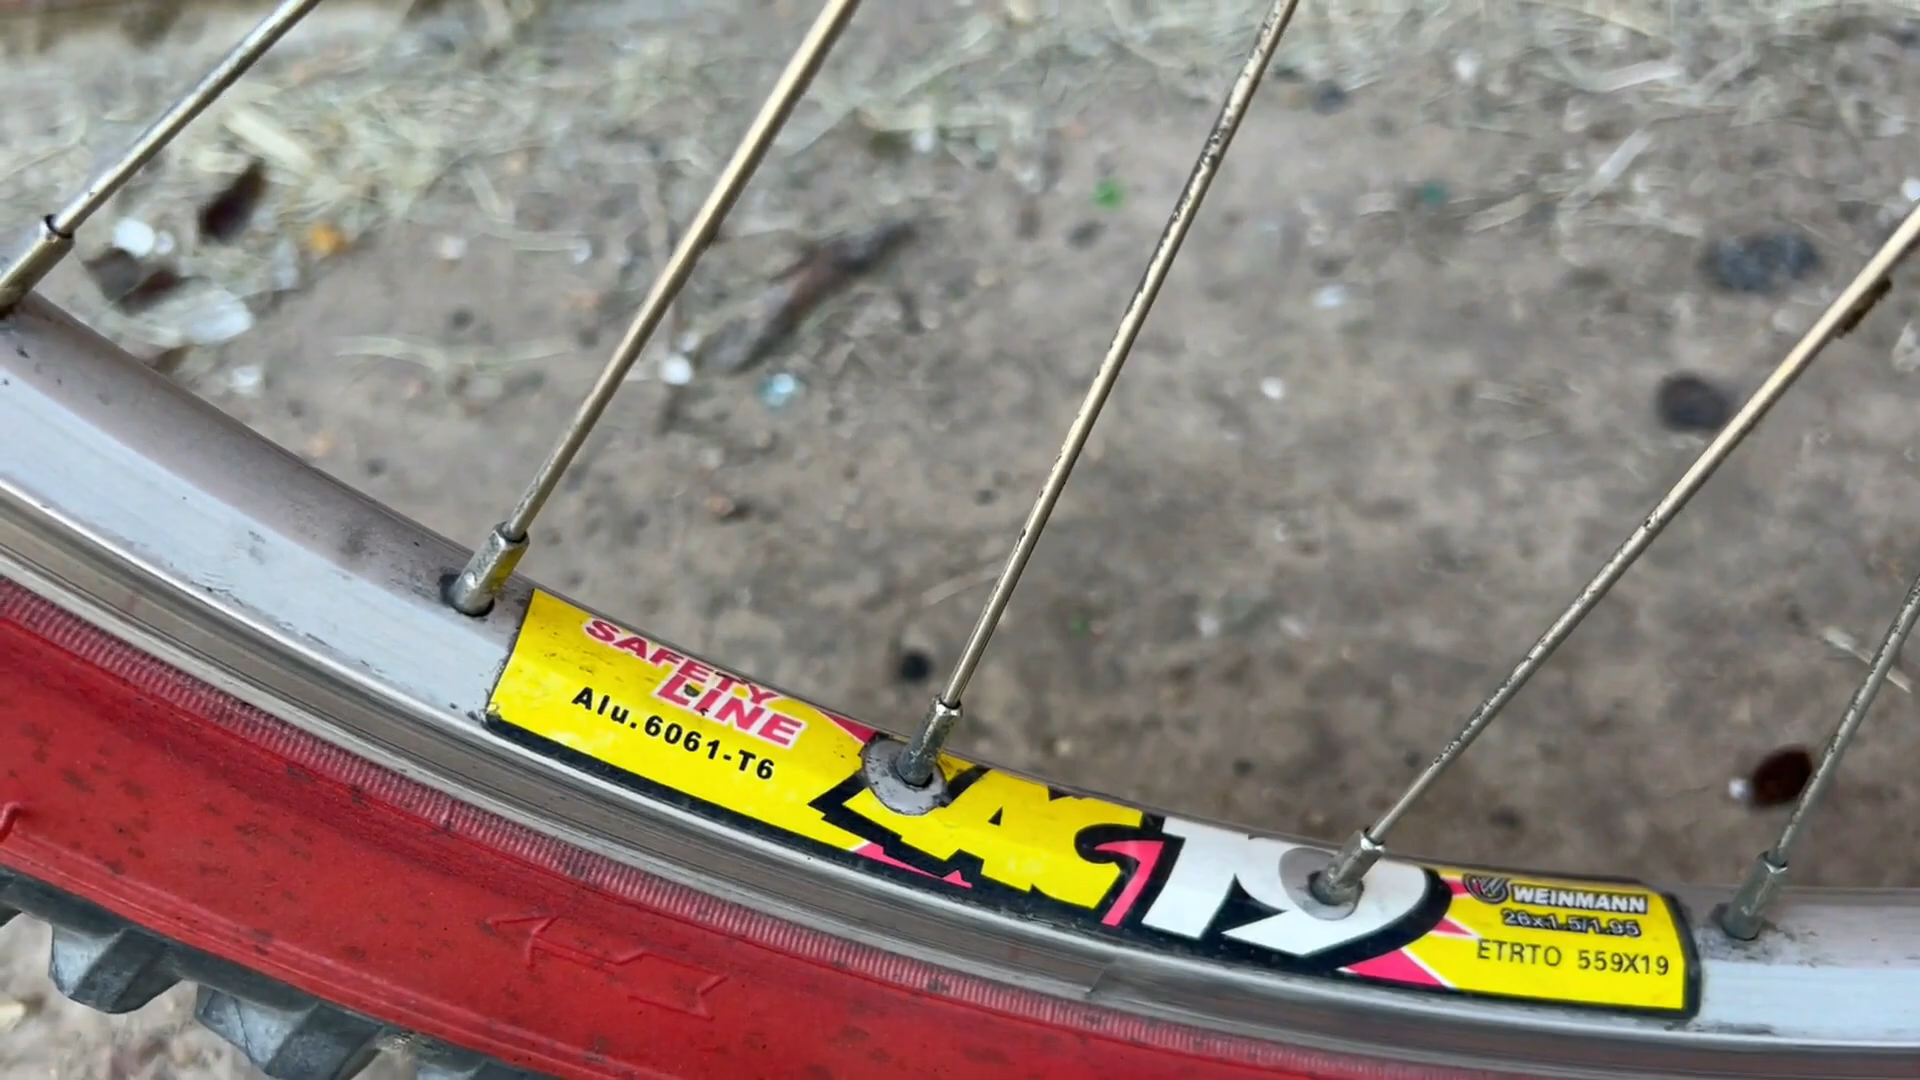 SAFETY
LINE
Alu.6061-T6
ZAC19
WEINMANN
26x1.5/1.95
ETRTO 559X19